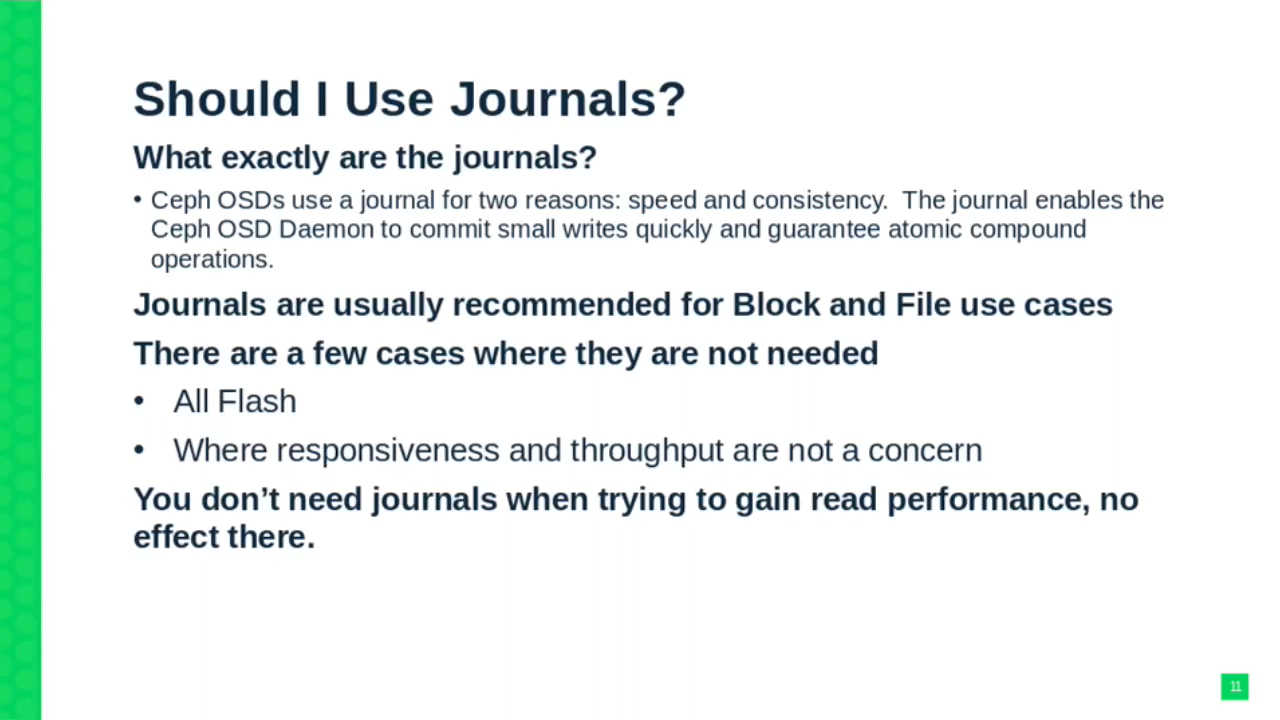 Should I Use Journals?
What exactly are the journals?
• Ceph OSDs use a journal for two reasons: speed and consistency.  The journal enables the
Ceph OSD Daemon to commit small writes quickly and guarantee atomic compound
operations.
Journals are usually recommended for Block and File use cases
There are a few cases where they are not needed
• All Flash
• Where responsiveness and throughput are not a concern
You don’t need journals when trying to gain read performance, no
effect there.
11